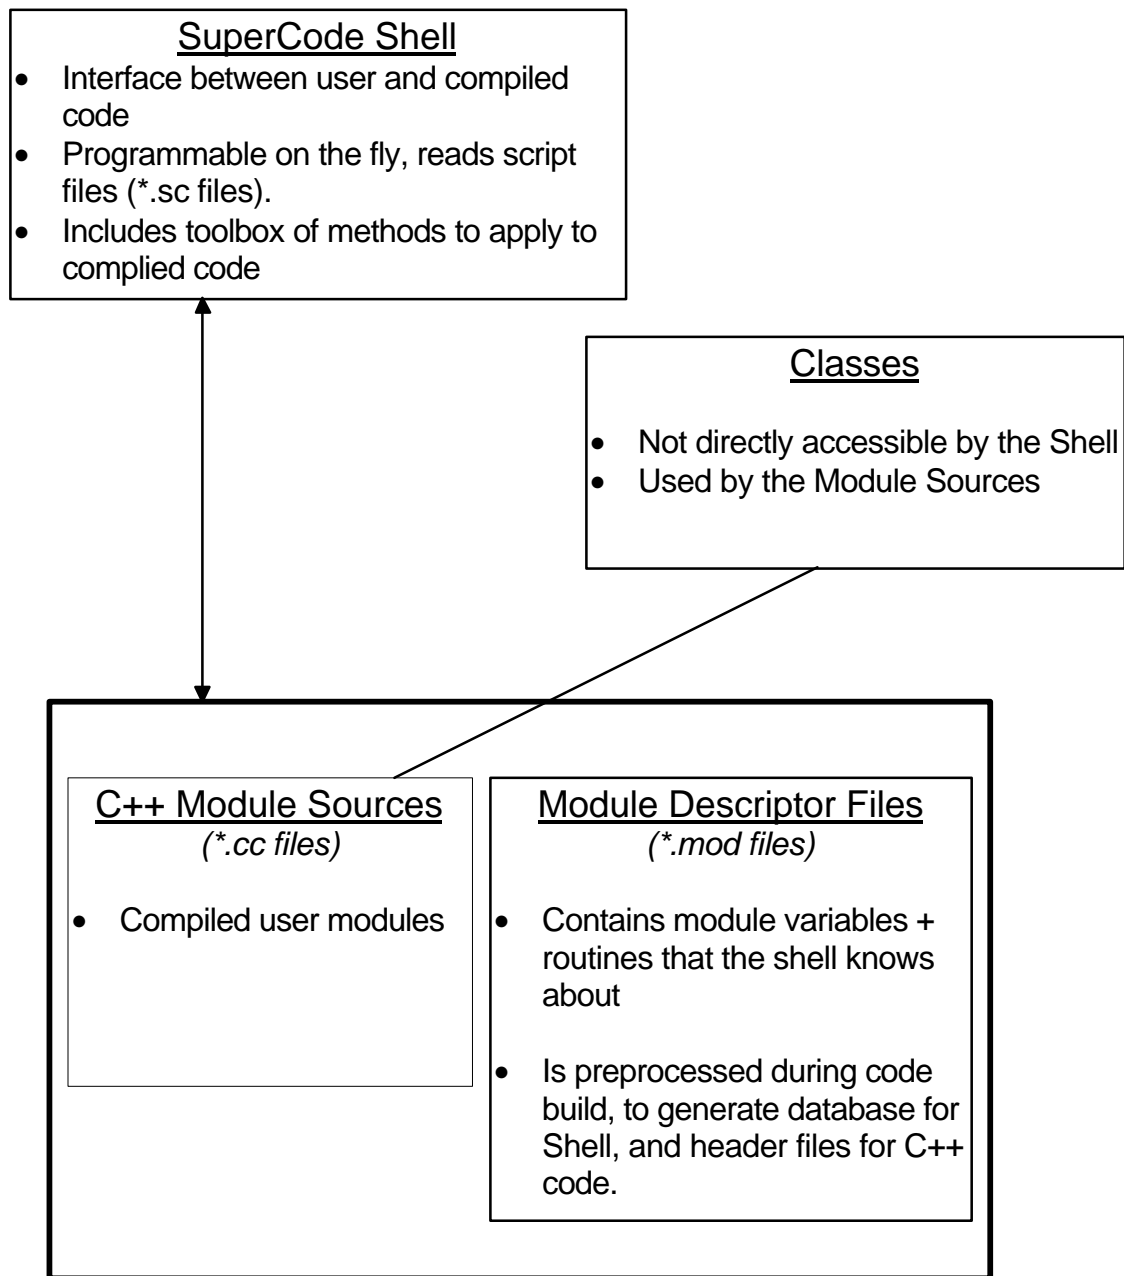 SuperCode Shell
• Interface between user and compiled
code
• Programmable on the fly, reads script
files (*.sc files).
• Includes toolbox of methods to apply to
complied code
Classes
• Not directly accessible by the Shell
• Used by the Module Sources
C++ Module Sources
(*.cc files)
• Compiled user modules
Module Descriptor Files
(*.mod files)
• Contains module variables +
routines that the shell knows
about
• Is preprocessed during code
build, to generate database for
Shell, and header files for C++
code.